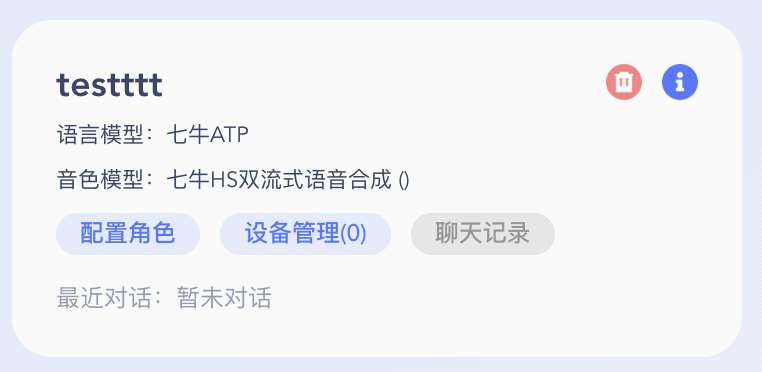 testttt
语言模型：七牛ATP
音色模型：七牛HS双流式语音合成 ()
配置角色 设备管理(0) 聊天记录
最近对话：暂未对话